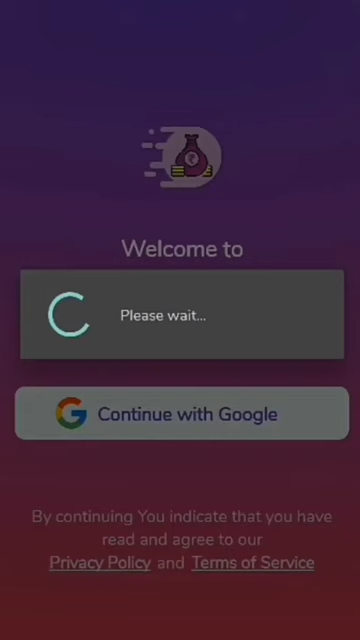 Welcome to
Please wait...
Continue with Google
By continuing You indicate that you have
read and agree to our
Privacy Policy and Terms of Service